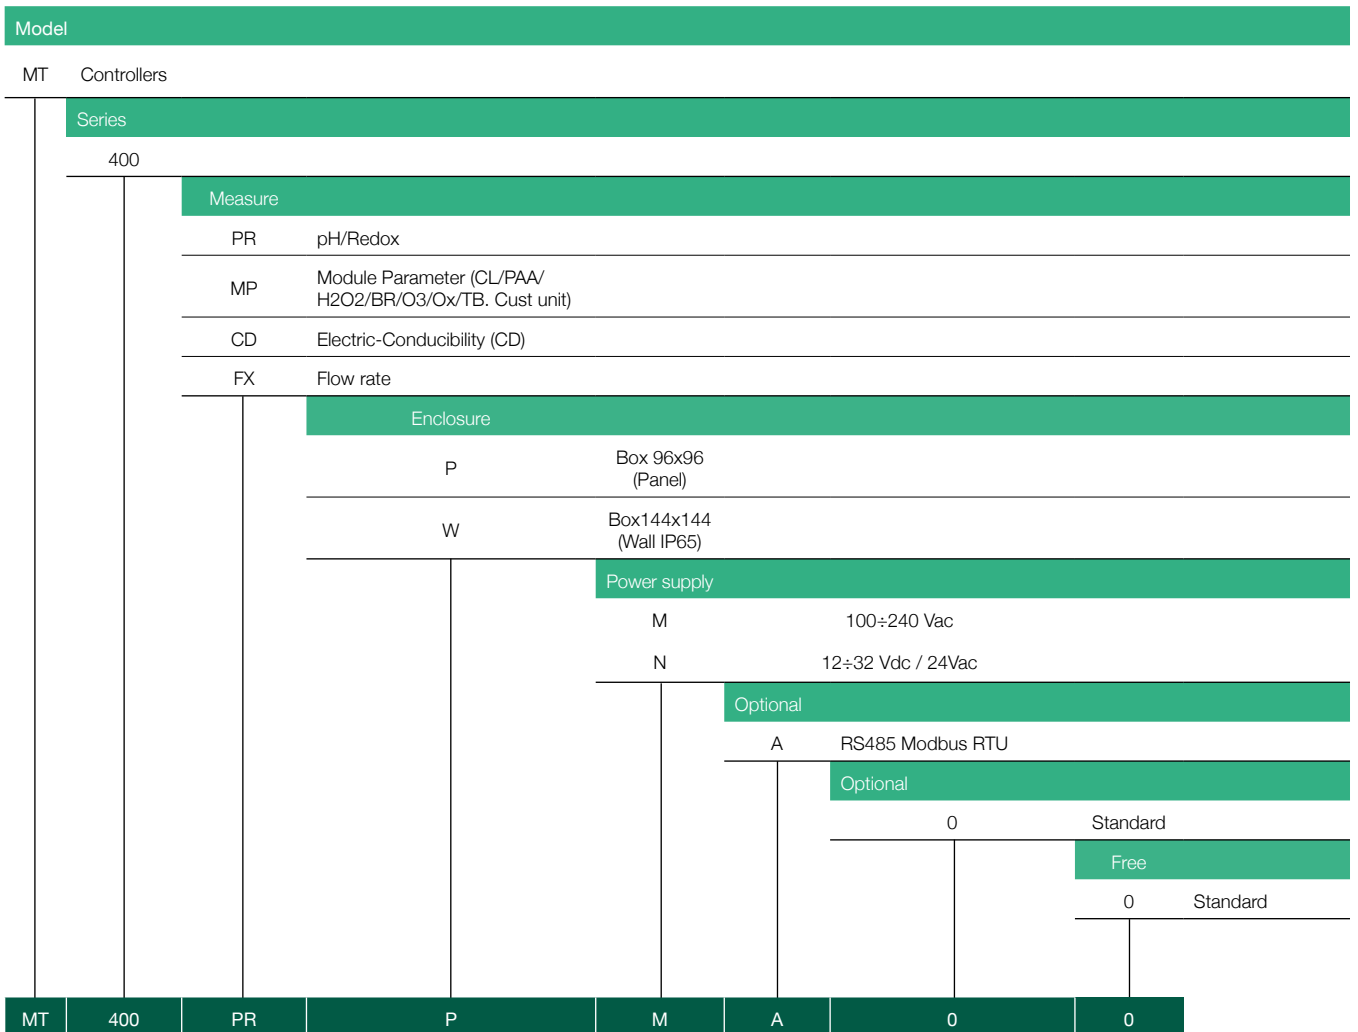 Model
MT Controllers
Series
400
Measure
PR pH/Redox
MP Module Parameter (CL/PAA/
H2O2/BR/O3/Ox/TB. Cust unit)
CD Electric-Conducibility (CD)
FX Flow rate
Enclosure
P Box 96x96
(Panel)
W Box144x144
(Wall IP65)
Power supply
M 100÷240 Vac
N 12÷32 Vdc / 24Vac
Optional
A RS485 Modbus RTU
Optional
0 Standard
Free
0 Standard
MT 400 PR P M A 0 0